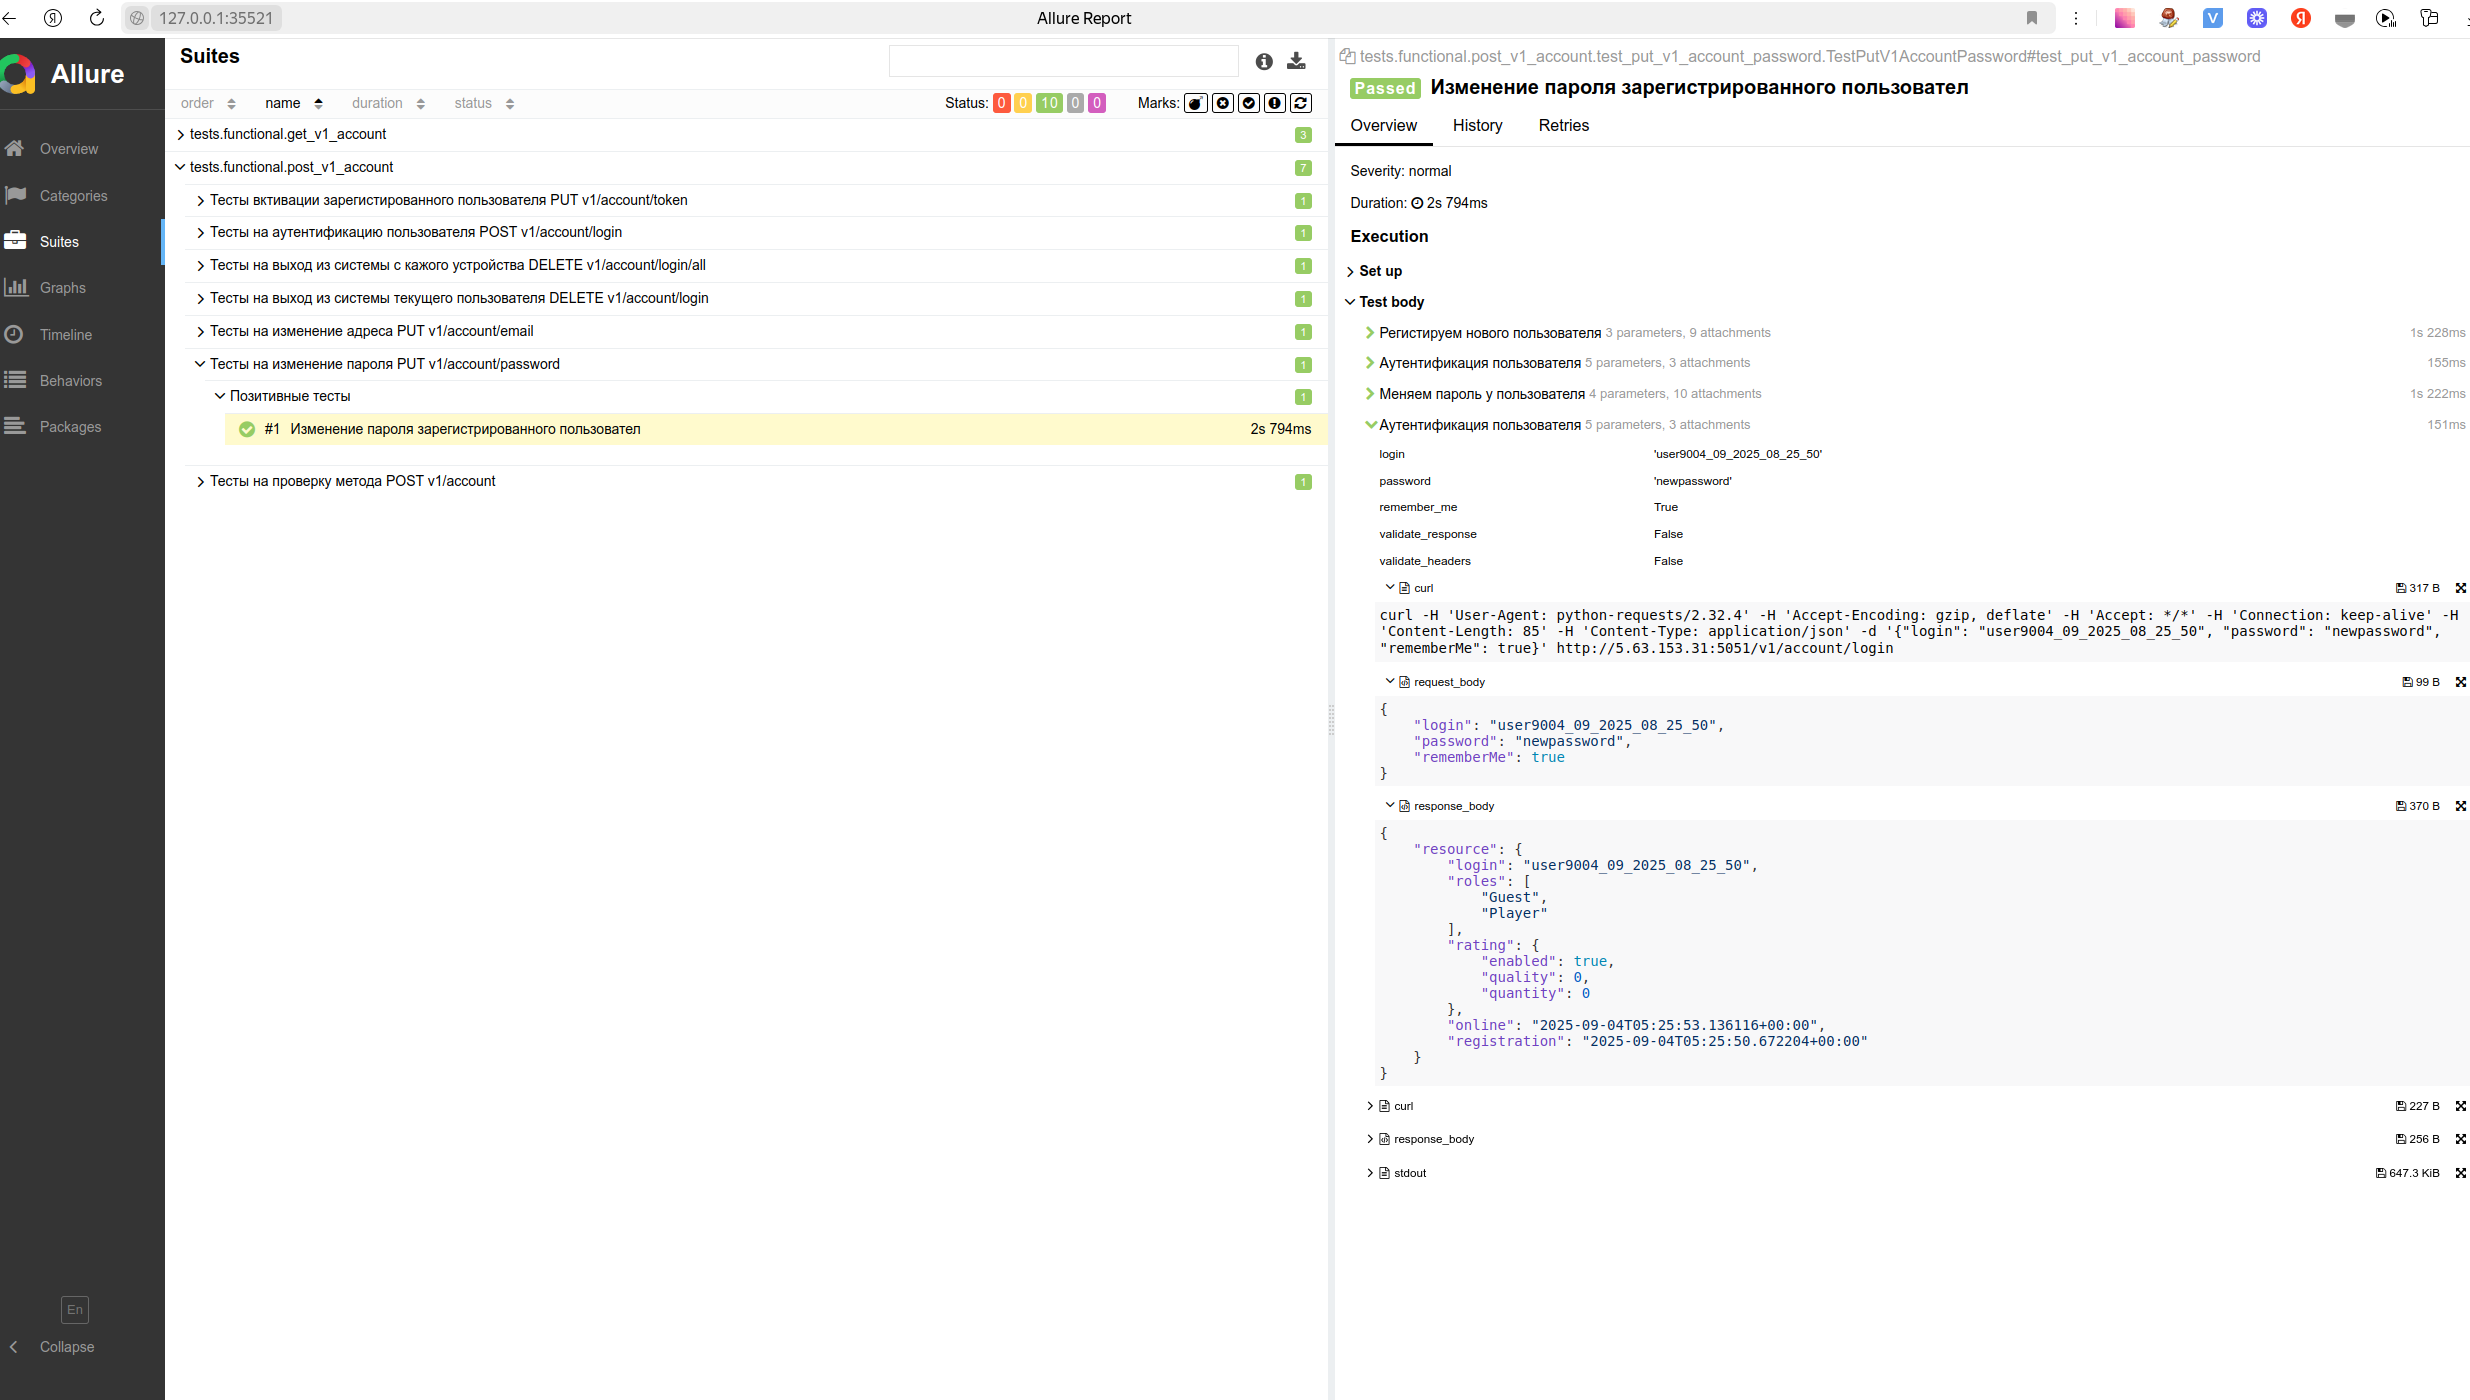 127.0.0.1:35521
Allure Report
Allure
Overview
Categories
Suites
Graphs
Timeline
Behaviors
Packages
En
Collapse
Suites
order name duration status
Status: 0 0 10 0 0 Marks:
tests.functional.get_v1_account 3
tests.functional.post_v1_account 7
Тесты вктивации зарегистированного пользователя PUT v1/account/token 1
Тесты на аутентификацию пользователя POST v1/account/login 1
Тесты на выход из системы с кажого устройства DELETE v1/account/login/all 1
Тесты на выход из системы текущего пользователя DELETE v1/account/login 1
Тесты на изменение адреса PUT v1/account/email 1
Тесты на изменение пароля PUT v1/account/password 1
Позитивные тесты 1
#1 Изменение пароля зарегистрированного пользовател 2s 794ms
Тесты на проверку метода POST v1/account 1
tests.functional.post_v1_account.test_put_v1_account_password.TestPutV1AccountPassword#test_put_v1_account_password
Passed Изменение пароля зарегистрированного пользовател
Overview History Retries
Severity: normal
Duration: 2s 794ms
Execution
Set up
Test body
Регистируем нового пользователя 3 parameters, 9 attachments 1s 228ms
Аутентификация пользователя 5 parameters, 3 attachments 155ms
Меняем пароль у пользователя 4 parameters, 10 attachments 1s 222ms
Аутентификация пользователя 5 parameters, 3 attachments 151ms
login 'user9004_09_2025_08_25_50'
password 'newpassword'
remember_me True
validate_response False
validate_headers False
curl 317 B
curl -H 'User-Agent: python-requests/2.32.4' -H 'Accept-Encoding: gzip, deflate' -H 'Accept: */*' -H 'Connection: keep-alive' -H
'Content-Length: 85' -H 'Content-Type: application/json' -d '{"login": "user9004_09_2025_08_25_50", "password": "newpassword",
"rememberMe": true}' http://5.63.153.31:5051/v1/account/login
request_body 99 B
{
"login": "user9004_09_2025_08_25_50",
"password": "newpassword",
"rememberMe": true
}
response_body 370 B
{
"resource": {
"login": "user9004_09_2025_08_25_50",
"roles": [
"Guest",
"Player"
],
"rating": {
"enabled": true,
"quality": 0,
"quantity": 0
},
"online": "2025-09-04T05:25:53.136116+00:00",
"registration": "2025-09-04T05:25:50.672204+00:00"
}
}
curl 227 B
response_body 256 B
stdout 647.3 KiB